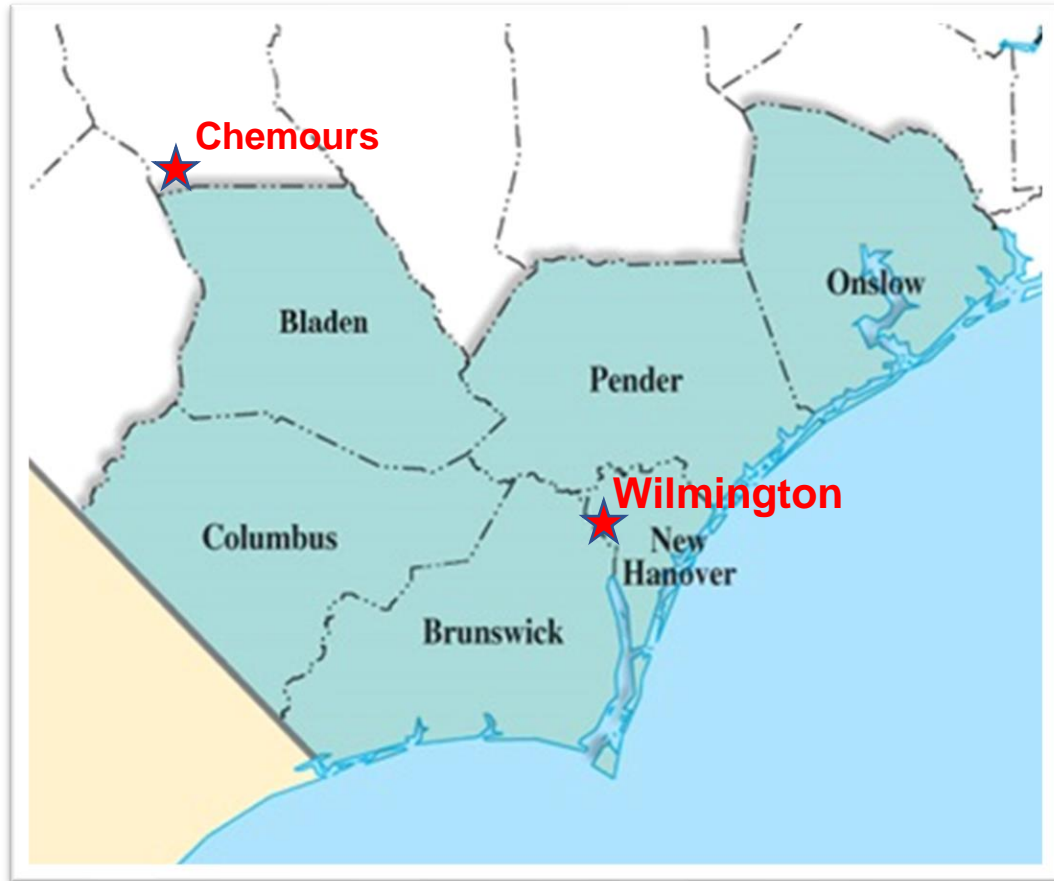 Chemours
Onslow
Bladen
Pender
Wilmington
Columbus
New
Hanover
Brunswick